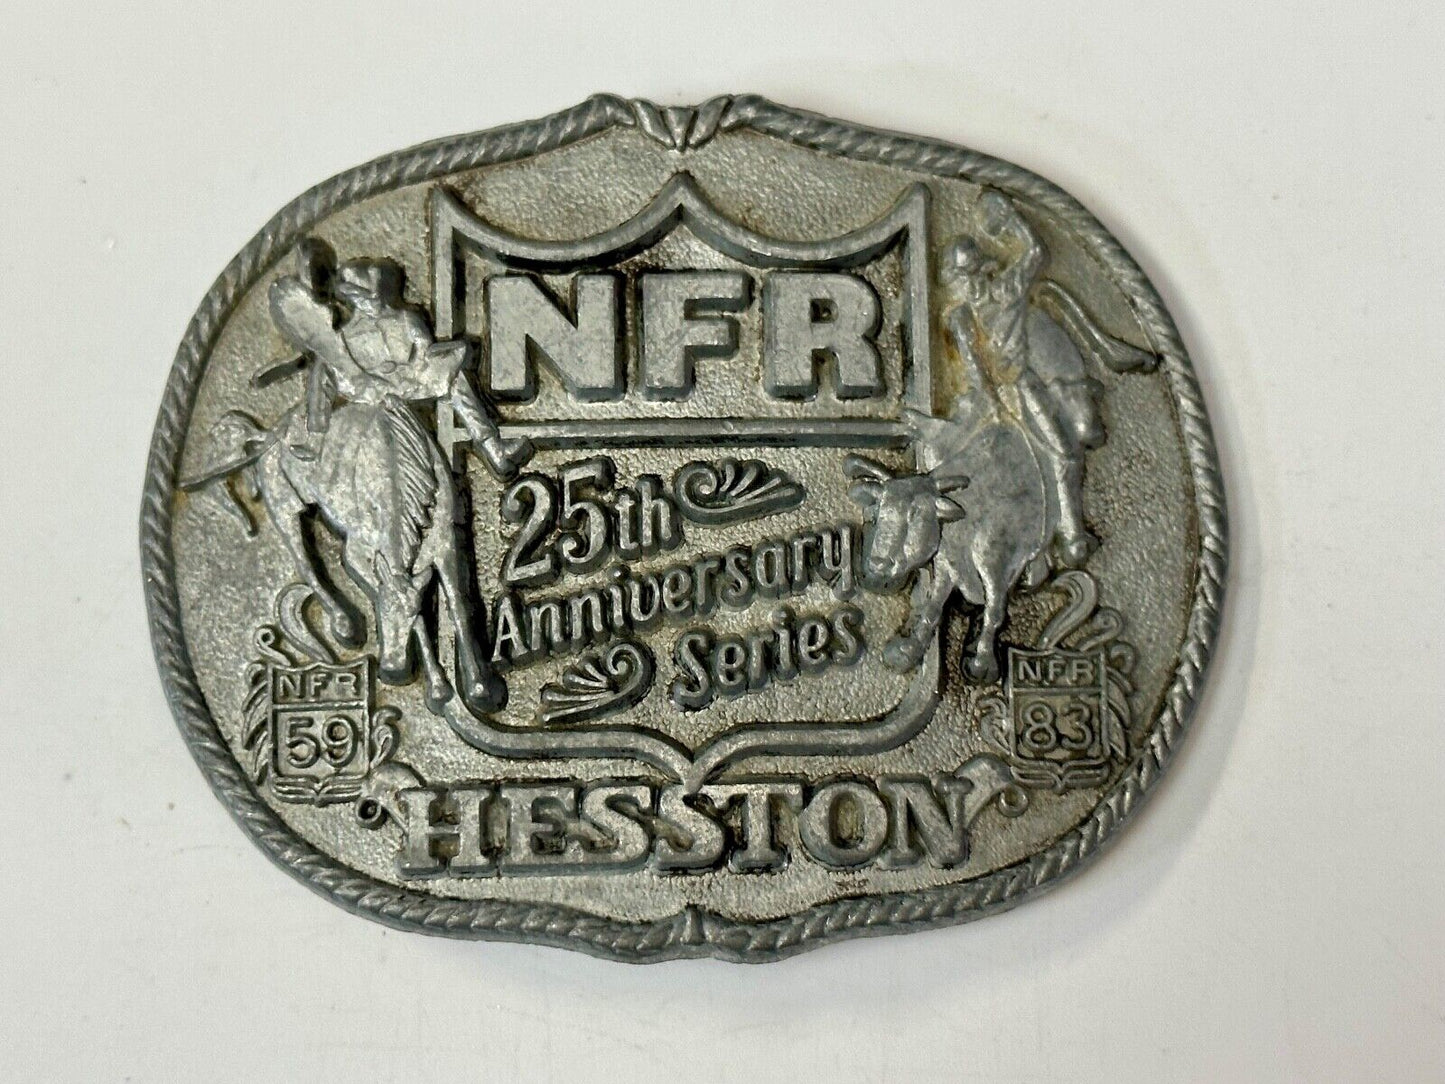 NFR
25th
Anniversary
Series
NFR
59
NFR
83
HESSTON